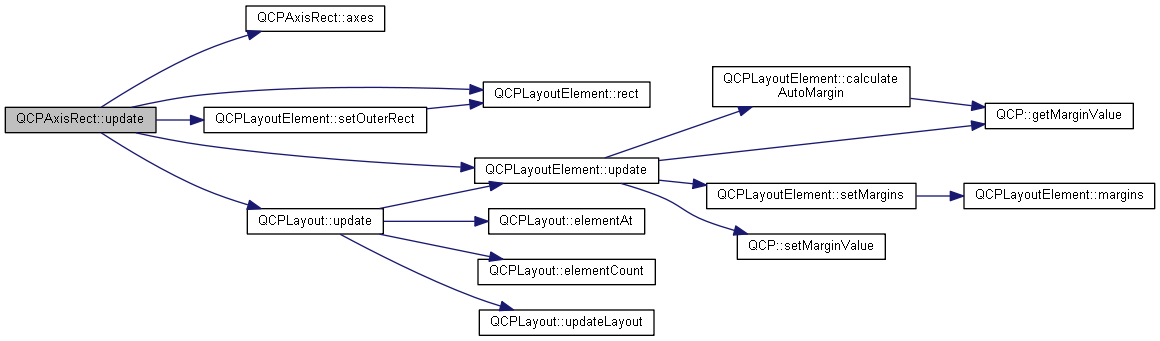 QCPAxisRect::axes
QCPLayoutElement::calculate
AutoMargin
QCPLayoutElement::rect
QCPAxisRect::update
QCPLayoutElement::setOuterRect
QCP::getMarginValue
QCPLayoutElement::update
QCPLayoutElement::setMargins
QCPLayoutElement::margins
QCPLayout::update
QCPLayout::elementAt
QCP::setMarginValue
QCPLayout::elementCount
QCPLayout::updateLayout